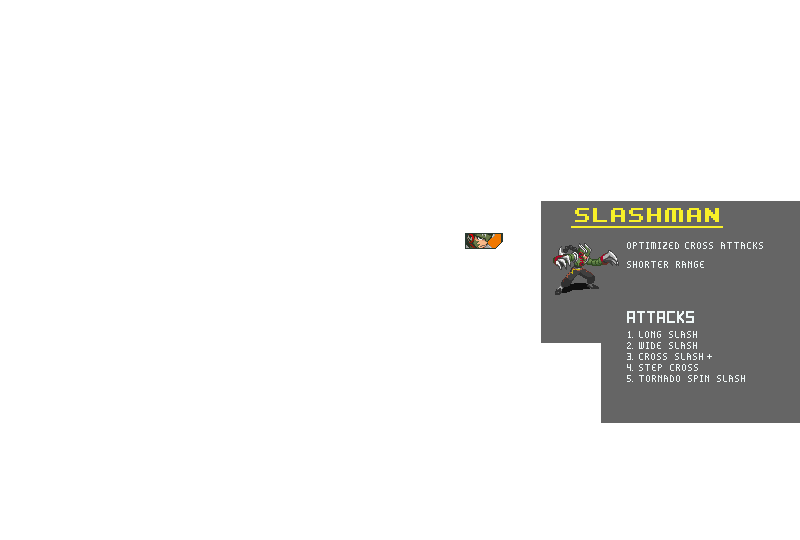 SLASHMAN
OPTIMIZED CROSS ATTACKS
SHORTER RANGE
ATTACKS
1. LONG SLASH
2. WIDE SLASH
3. CROSS SLASH+
4. STEP CROSS
5. TORNADO SPIN SLASH